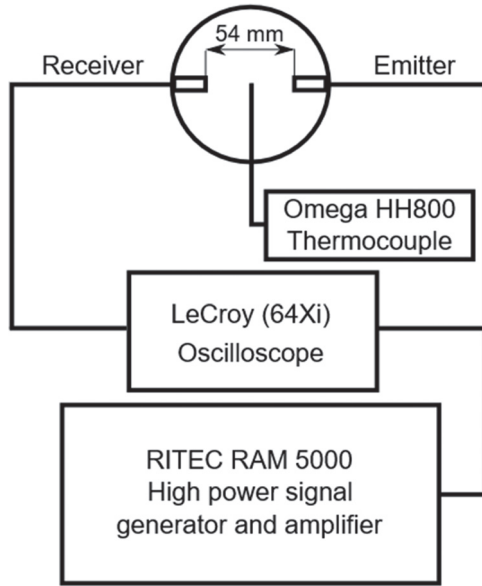 54 mm
Receiver
Emitter
Omega HH800
Thermocouple
LeCroy (64Xi)
Oscilloscope
RITEC RAM 5000
High power signal
generator and amplifier